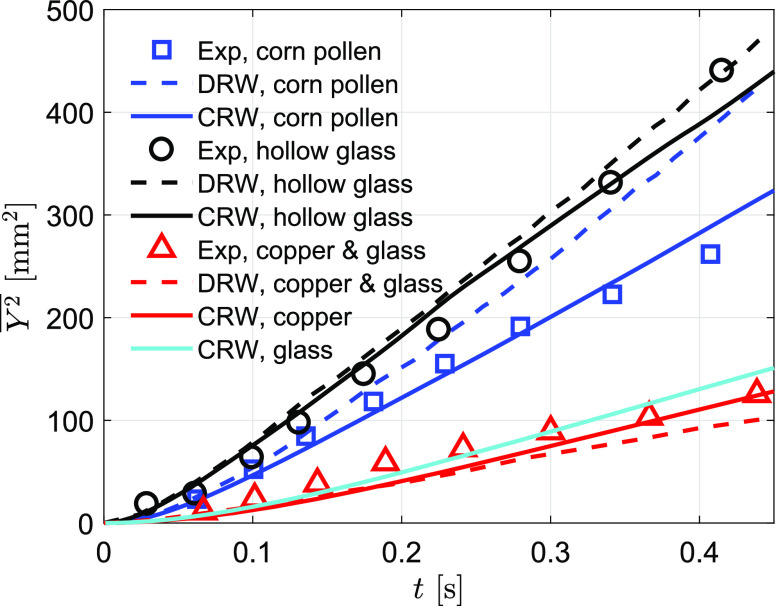 500
400
300
200
100
0
Exp, corn pollen
DRW, corn pollen
CRW, corn pollen
Exp, hollow glass
DRW, hollow glass
CRW, hollow glass
Exp, copper & glass
DRW, copper & glass
CRW, copper
CRW, glass
Y² [mm²]
0 0.1 0.2 0.3 0.4
t [s]